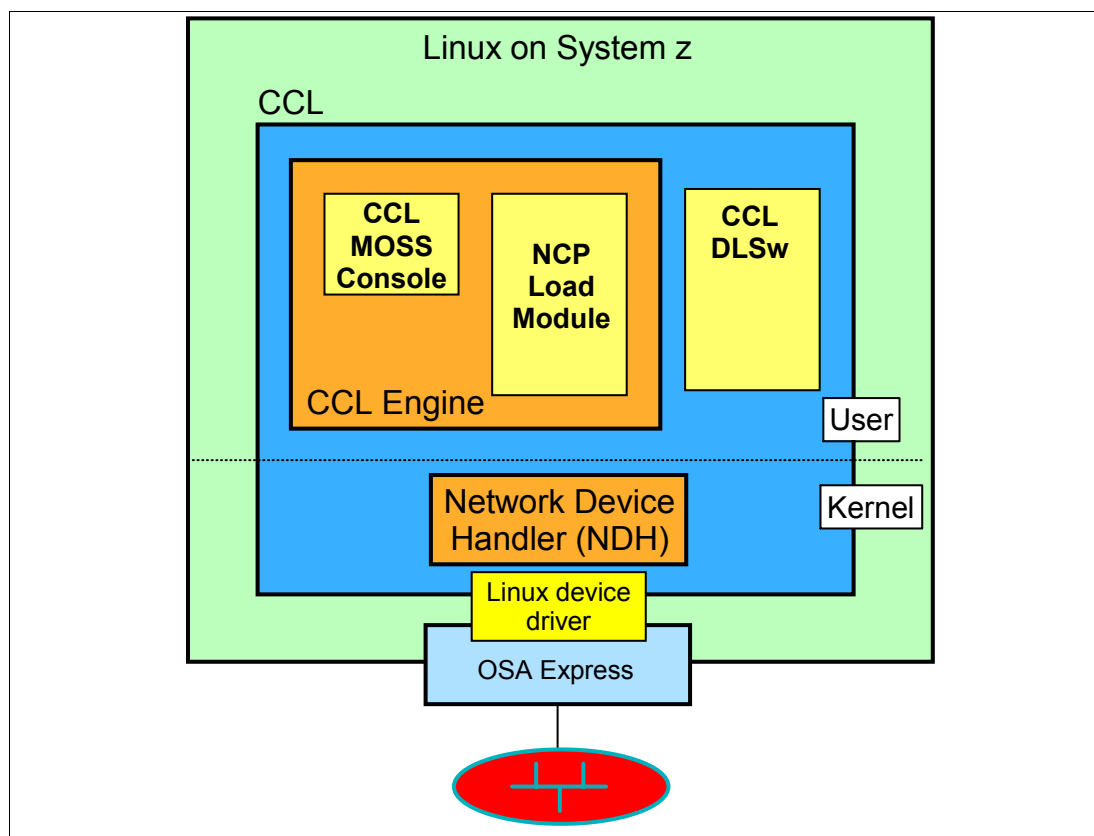 Linux on System z
CCL
CCL
MOSS
Console
NCP
Load
Module
CCL
DLSw
CCL Engine
User
Kernel
Network Device
Handler (NDH)
Linux device
driver
OSA Express